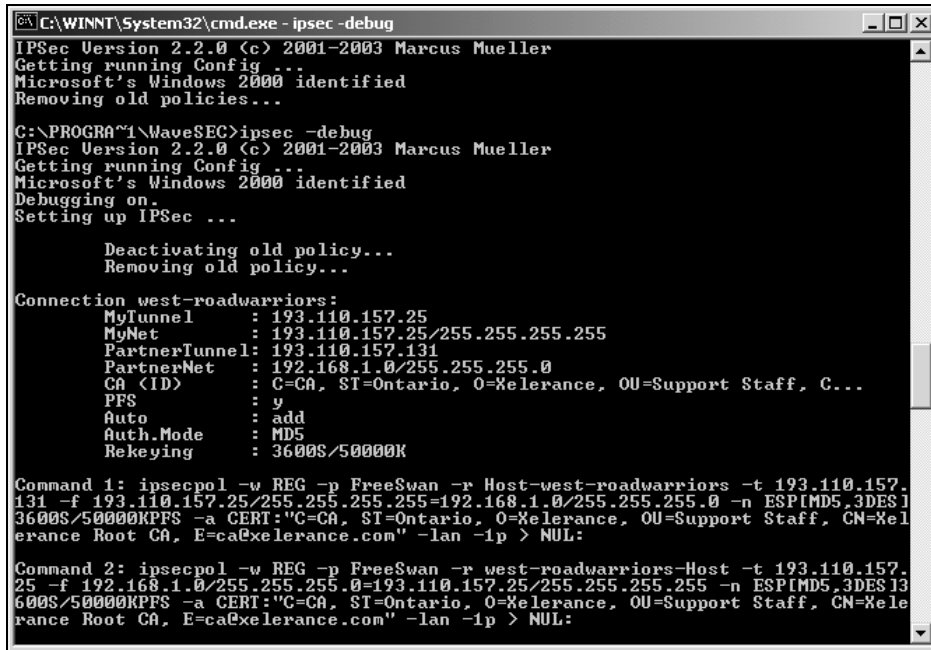 C:\WINNT\System32\cmd.exe - ipsec -debug
IPSec Version 2.2.0 (c) 2001-2003 Marcus Mueller
Getting running Config ...
Microsoft's Windows 2000 identified
Removing old policies...
C:\PROGRA~1\WaveSEC>ipsec -debug
IPSec Version 2.2.0 (c) 2001-2003 Marcus Mueller
Getting running Config ...
Microsoft's Windows 2000 identified
Debugging on.
Setting up IPSec ...
Deactivating old policy...
Removing old policy...
Connection west-roadwarriors:
MyTunnel : 193.110.157.25
MyNet : 193.110.157.25/255.255.255.255
PartnerTunnel: 193.110.157.131
PartnerNet : 192.168.1.0/255.255.255.0
CA (ID) : C=CA, ST=Ontario, O=Xelerance, OU=Support Staff, C...
PFS : y
Auto : add
Auth.Mode : MD5
Rekeying : 3600S/50000K
Command 1: ipsecpol -w REG -p FreeSwan -r Host-west-roadwarriors -t 193.110.157.
131 -f 193.110.157.25/255.255.255.255=192.168.1.0/255.255.255.0 -n ESP[MD5,3DES]
3600S/50000KPFS -a CERT:"C=CA, ST=Ontario, O=Xelerance, OU=Support Staff, CN=Xel
erance Root CA, E=ca@xelerance.com" -lan -1p > NUL:
Command 2: ipsecpol -w REG -p FreeSwan -r west-roadwarriors-Host -t 193.110.157.
25 -f 192.168.1.0/255.255.255.0=193.110.157.25/255.255.255.255 -n ESP[MD5,3DES]3
600S/50000KPFS -a CERT:"C=CA, ST=Ontario, O=Xelerance, OU=Support Staff, CN=Xele
rance Root CA, E=ca@xelerance.com" -lan -1p > NUL: